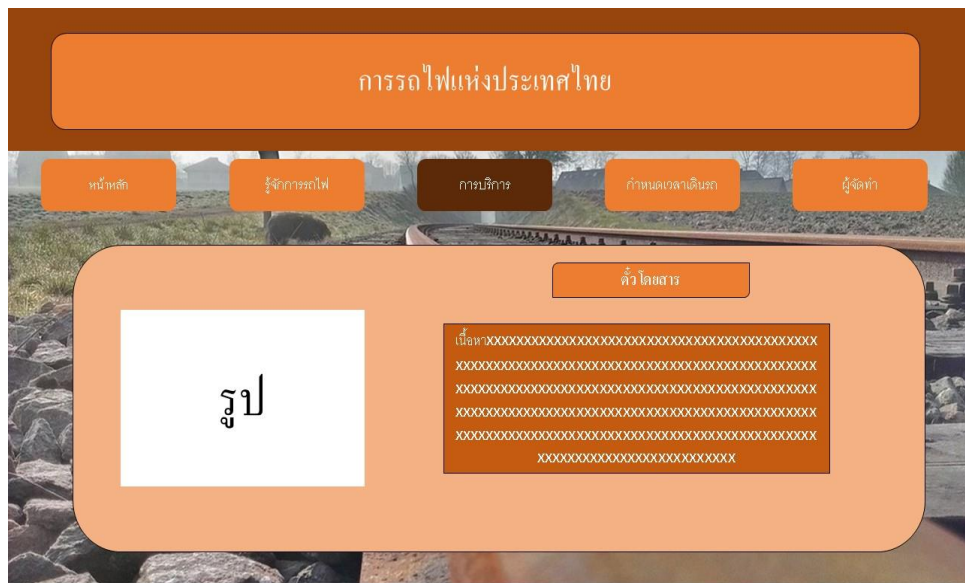 การรถไฟแห่งประเทศไทย
หน้าหลัก
รู้จักการรถไฟ
การบริการ
กำหนดเวลาเดินรถ
ผู้จัดทำ
ตั๋วโดยสาร
รูป
เนื้อหาXXXXXXXXXXXXXXXXXXXXXXXXXXXXXXXXXXXXXXXXXXXX
XXXXXXXXXXXXXXXXXXXXXXXXXXXXXXXXXXXXXXXXXXXXXXXX
XXXXXXXXXXXXXXXXXXXXXXXXXXXXXXXXXXXXXXXXXXXXXXXX
XXXXXXXXXXXXXXXXXXXXXXXXXXXXXXXXXXXXXXXXXXXXXXXX
XXXXXXXXXXXXXXXXXXXXXXXXXXXXXXXXXXXXXXXXXXXXXXXX
XXXXXXXXXXXXXXXXXXXXXXXXXX